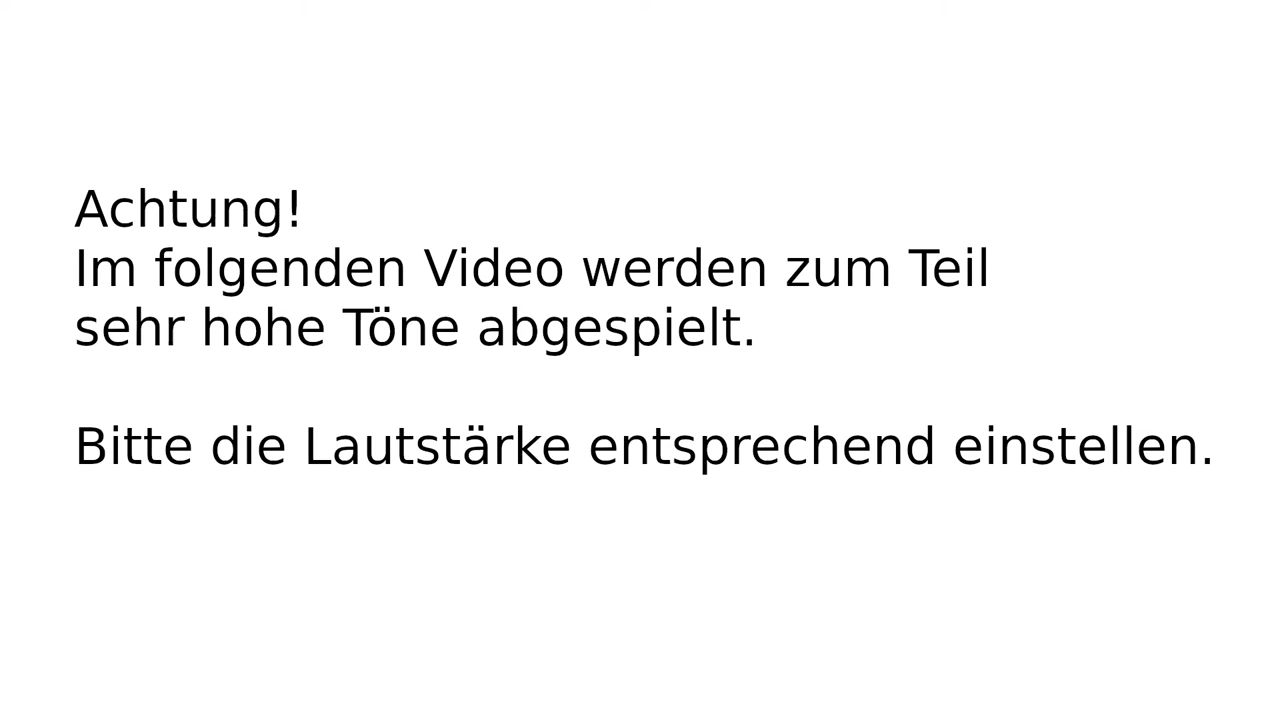 Achtung!
Im folgenden Video werden zum Teil
sehr hohe Töne abgespielt.
Bitte die Lautstärke entsprechend einstellen.